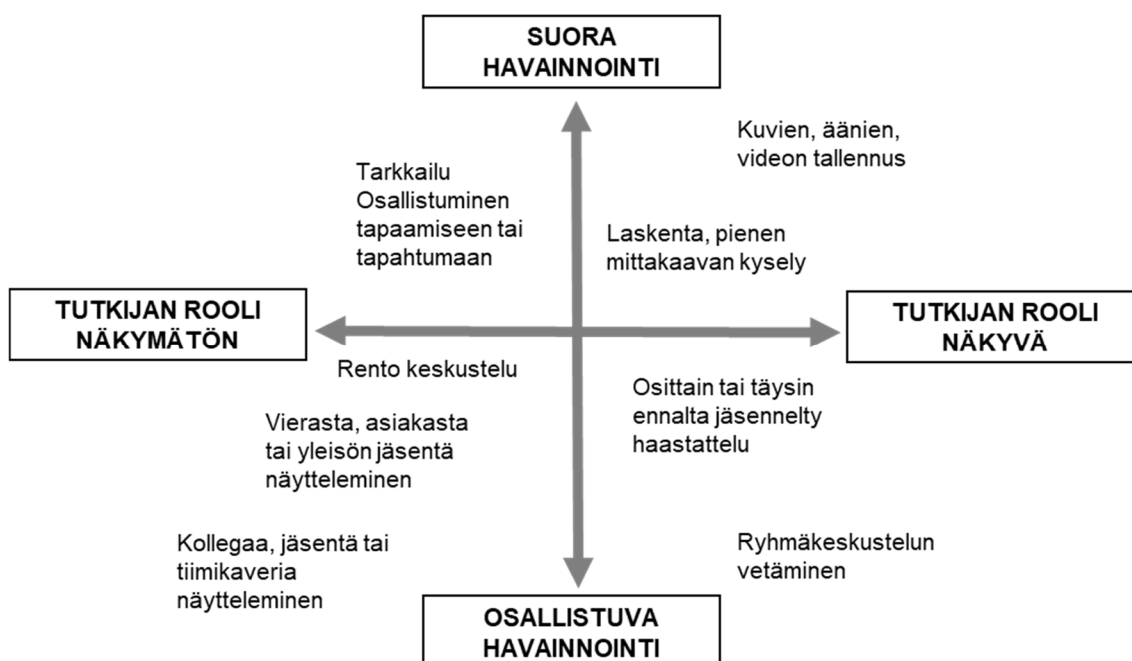 SUORA
HAVAINNOINTI
Kuvien, äänien,
videon tallennus
Tarkkailu
Osallistuminen
tapaamiseen tai
tapahtumaan
Laskenta, pienen
mittakaavan kysely
TUTKIJAN ROOLI
NÄKYMÄTÖN
TUTKIJAN ROOLI
NÄKYVÄ
Rento keskustelu
Osittain tai täysin
ennalta jäsennelty
haastattelu
Vierasta, asiakasta
tai yleisön jäsentä
näytteleminen
Kollegaa, jäsentä tai
tiimikaveria
näytteleminen
Ryhmäkeskustelun
vetäminen
OSALLISTUVA
HAVAINNOINTI